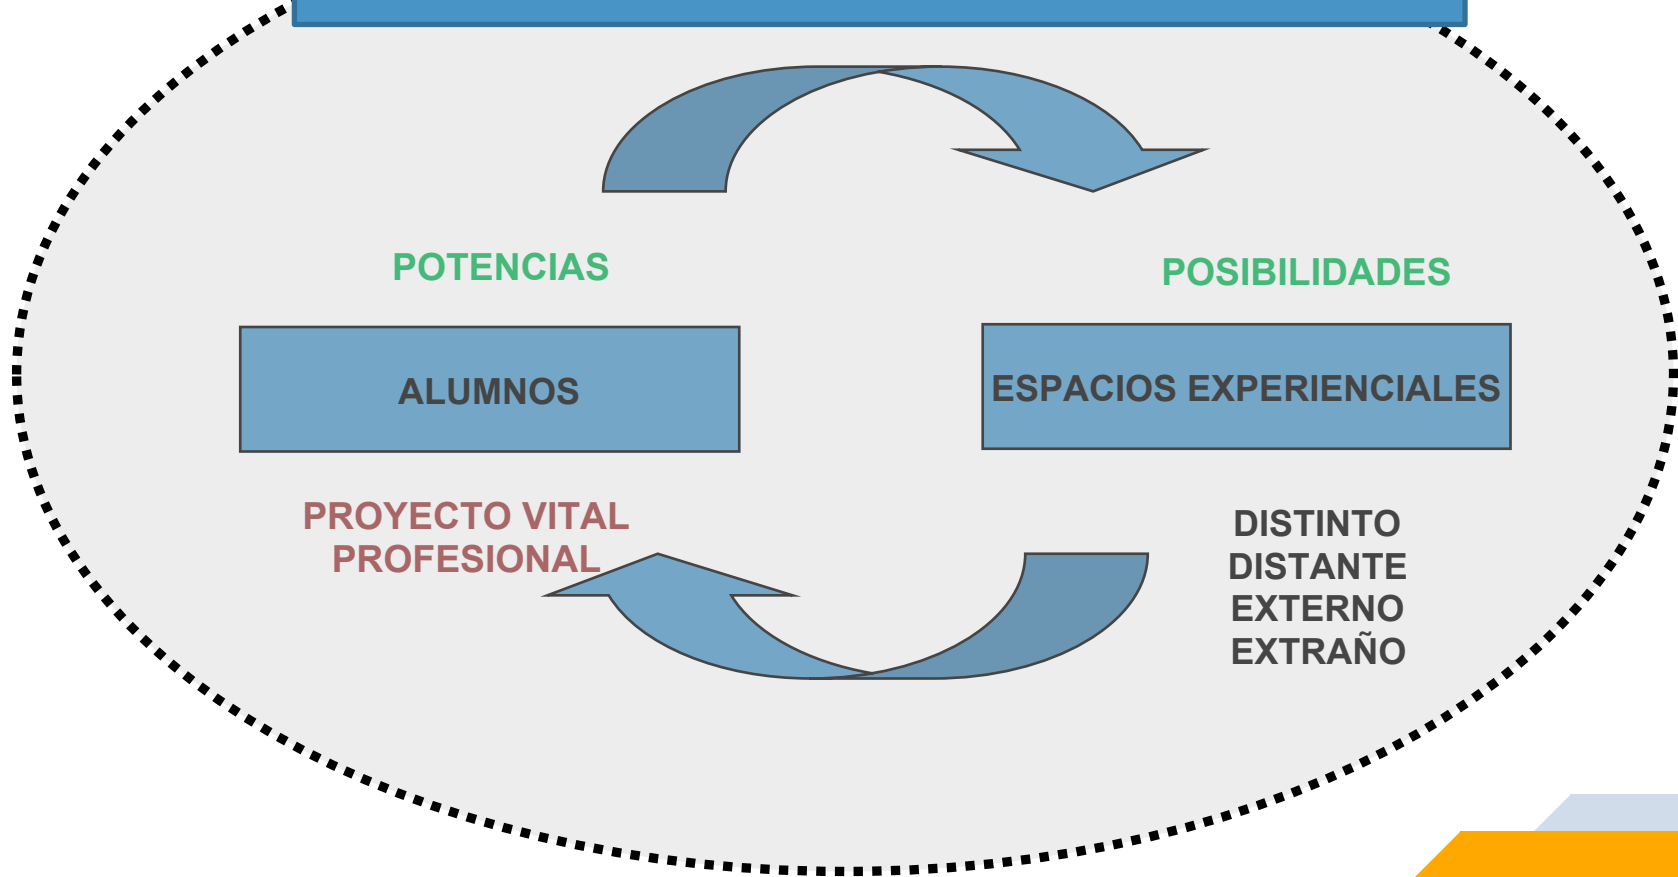 POTENCIAS
POSIBILIDADES
ALUMNOS
ESPACIOS EXPERIENCIALES
PROYECTO VITAL
PROFESIONAL
DISTINTO
DISTANTE
EXTERNO
EXTRAÑO